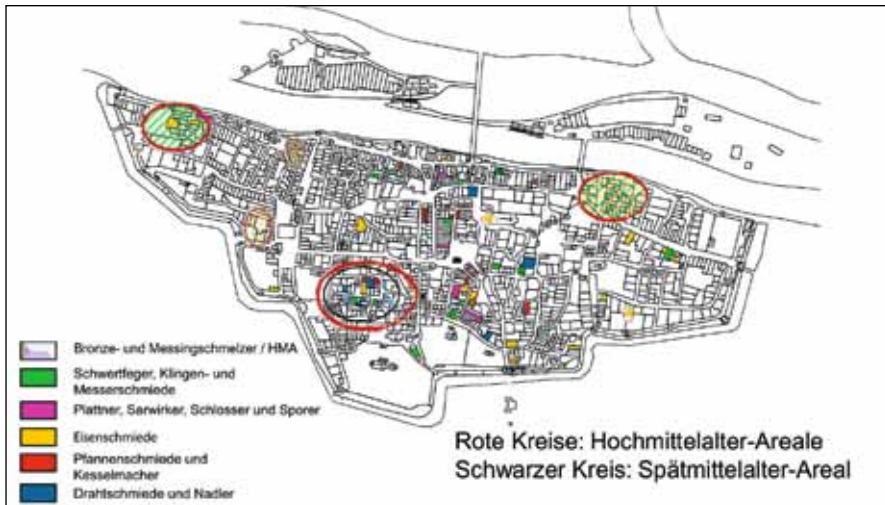 Bronze- und Messingschmelzer / HMA
Schwertfeger, Klingen- und
Messerschmiede
Plattner, Sarwirker, Schlosser und Sporer
Eisenschmiede
Pfannenschmiede und
Kesselmacher
Drahtschmiede und Nadler
Rote Kreise: Hochmittelalter-Areale
Schwarzer Kreis: Spätmittelalter-Areal